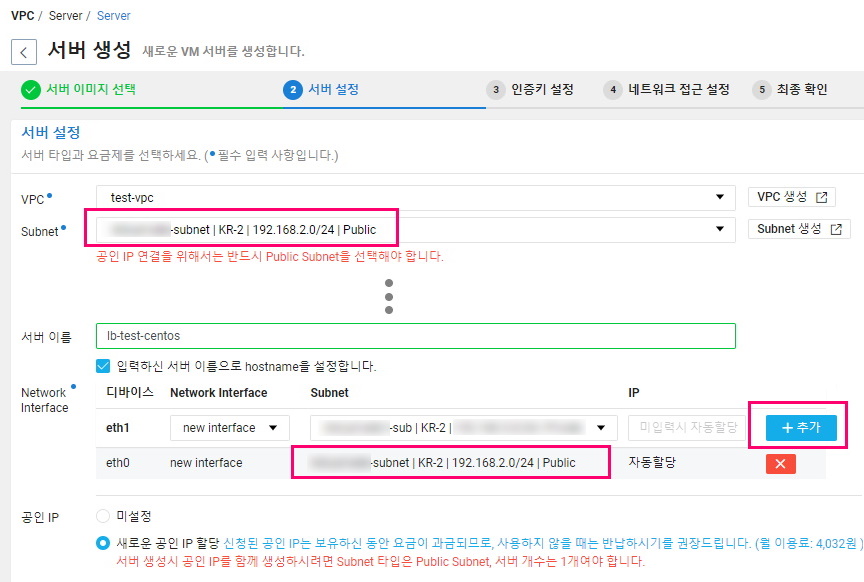 VPC / Server / Server
서버 생성 새로운 VM 서버를 생성합니다.
서버 이미지 선택 2 서버 설정 3 인증키 설정 4 네트워크 접근 설정 5 최종 확인
서버 설정
서버 타입과 요금제를 선택하세요. (• 필수 입력 사항입니다.)
VPC• test-vpc VPC 생성
Subnet• -subnet | KR-2 | 192.168.2.0/24 | Public Subnet 생성
공인 IP 연결을 위해서는 반드시 Public Subnet을 선택해야 합니다.
서버 이름 lb-test-centos
입력하신 서버 이름으로 hostname을 설정합니다.
Network Interface• 디바이스 Network Interface Subnet IP
eth1 new interface -sub | KR-2 | 미입력시 자동할당 + 추가
eth0 new interface -subnet | KR-2 | 192.168.2.0/24 | Public 자동할당
공인 IP 미설정
새로운 공인 IP 할당 신청된 공인 IP는 보유하신 동안 요금이 과금되므로, 사용하지 않을 때는 반납하시기를 권장드립니다. (월 이용료: 4,032원)
서버 생성시 공인 IP를 함께 생성하시려면 Subnet 타입은 Public Subnet, 서버 개수는 1개여야 합니다.